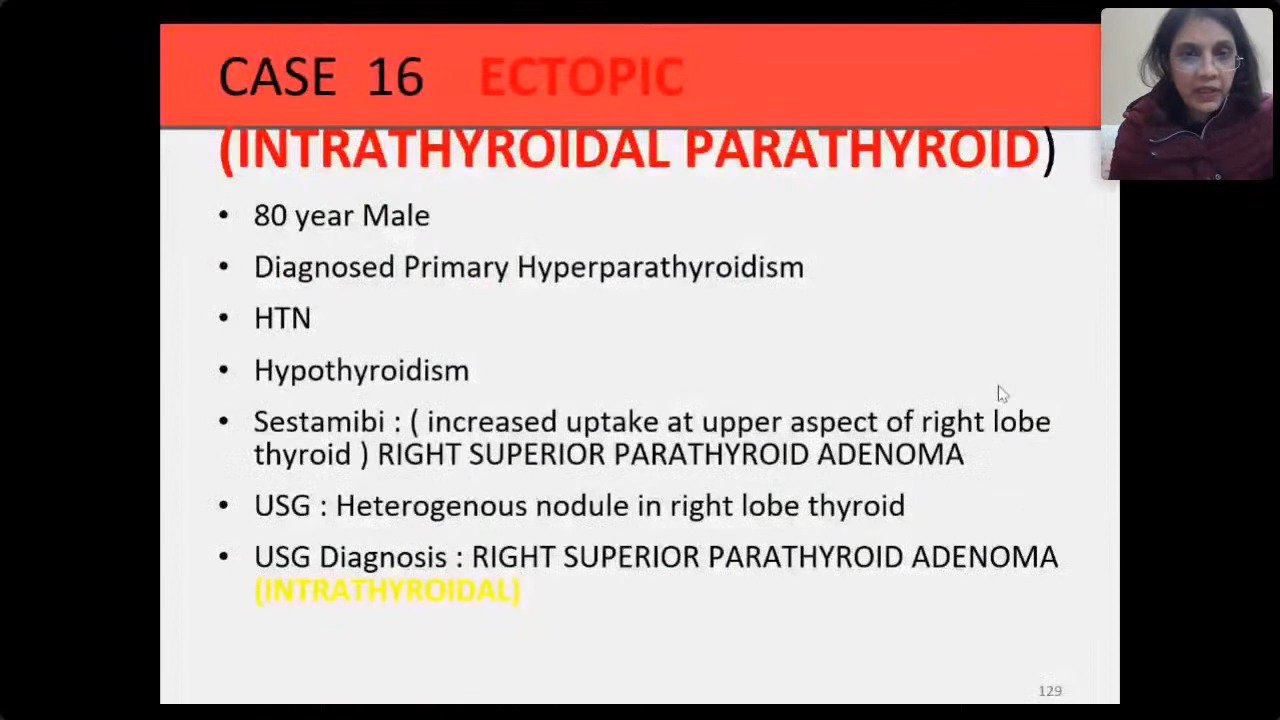 CASE 16 ECTOPIC
(INTRATHYROIDAL PARATHYROID)
• 80 year Male
• Diagnosed Primary Hyperparathyroidism
• HTN
• Hypothyroidism
• Sestamibi : ( increased uptake at upper aspect of right lobe
thyroid ) RIGHT SUPERIOR PARATHYROID ADENOMA
• USG : Heterogenous nodule in right lobe thyroid
• USG Diagnosis : RIGHT SUPERIOR PARATHYROID ADENOMA
(INTRATHYROIDAL)
129